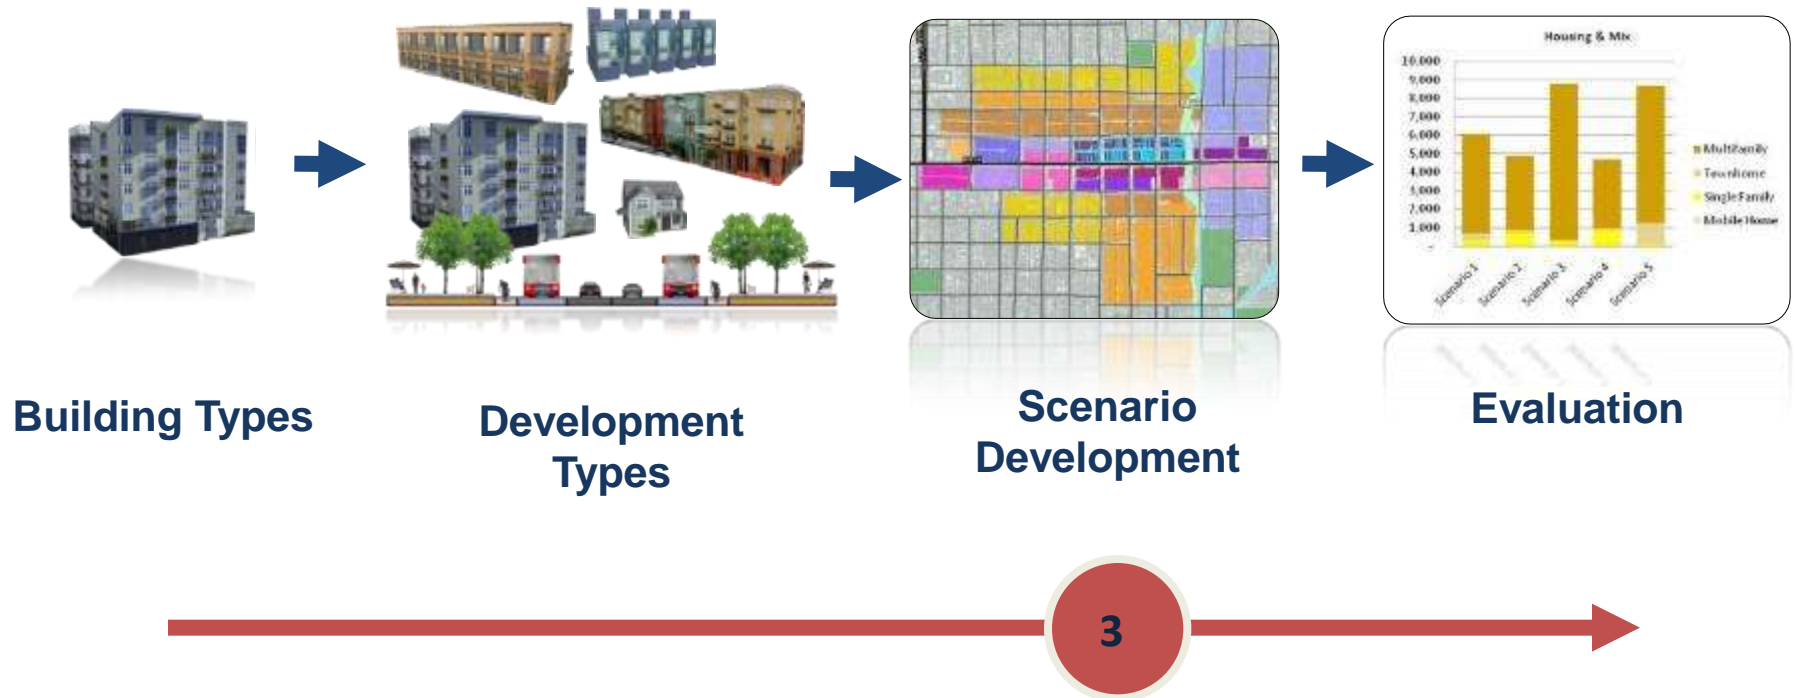 Housing & Mix
10,000
9,000
8,000
7,000
6,000
5,000
4,000
3,000
2,000
1,000
-
Multifamily
Townhome
Single Family
Mobile Home
Scenario 1
Scenario 2
Scenario 3
Scenario 4
Scenario 5
Building Types
Development
Types
Scenario
Development
Evaluation
3